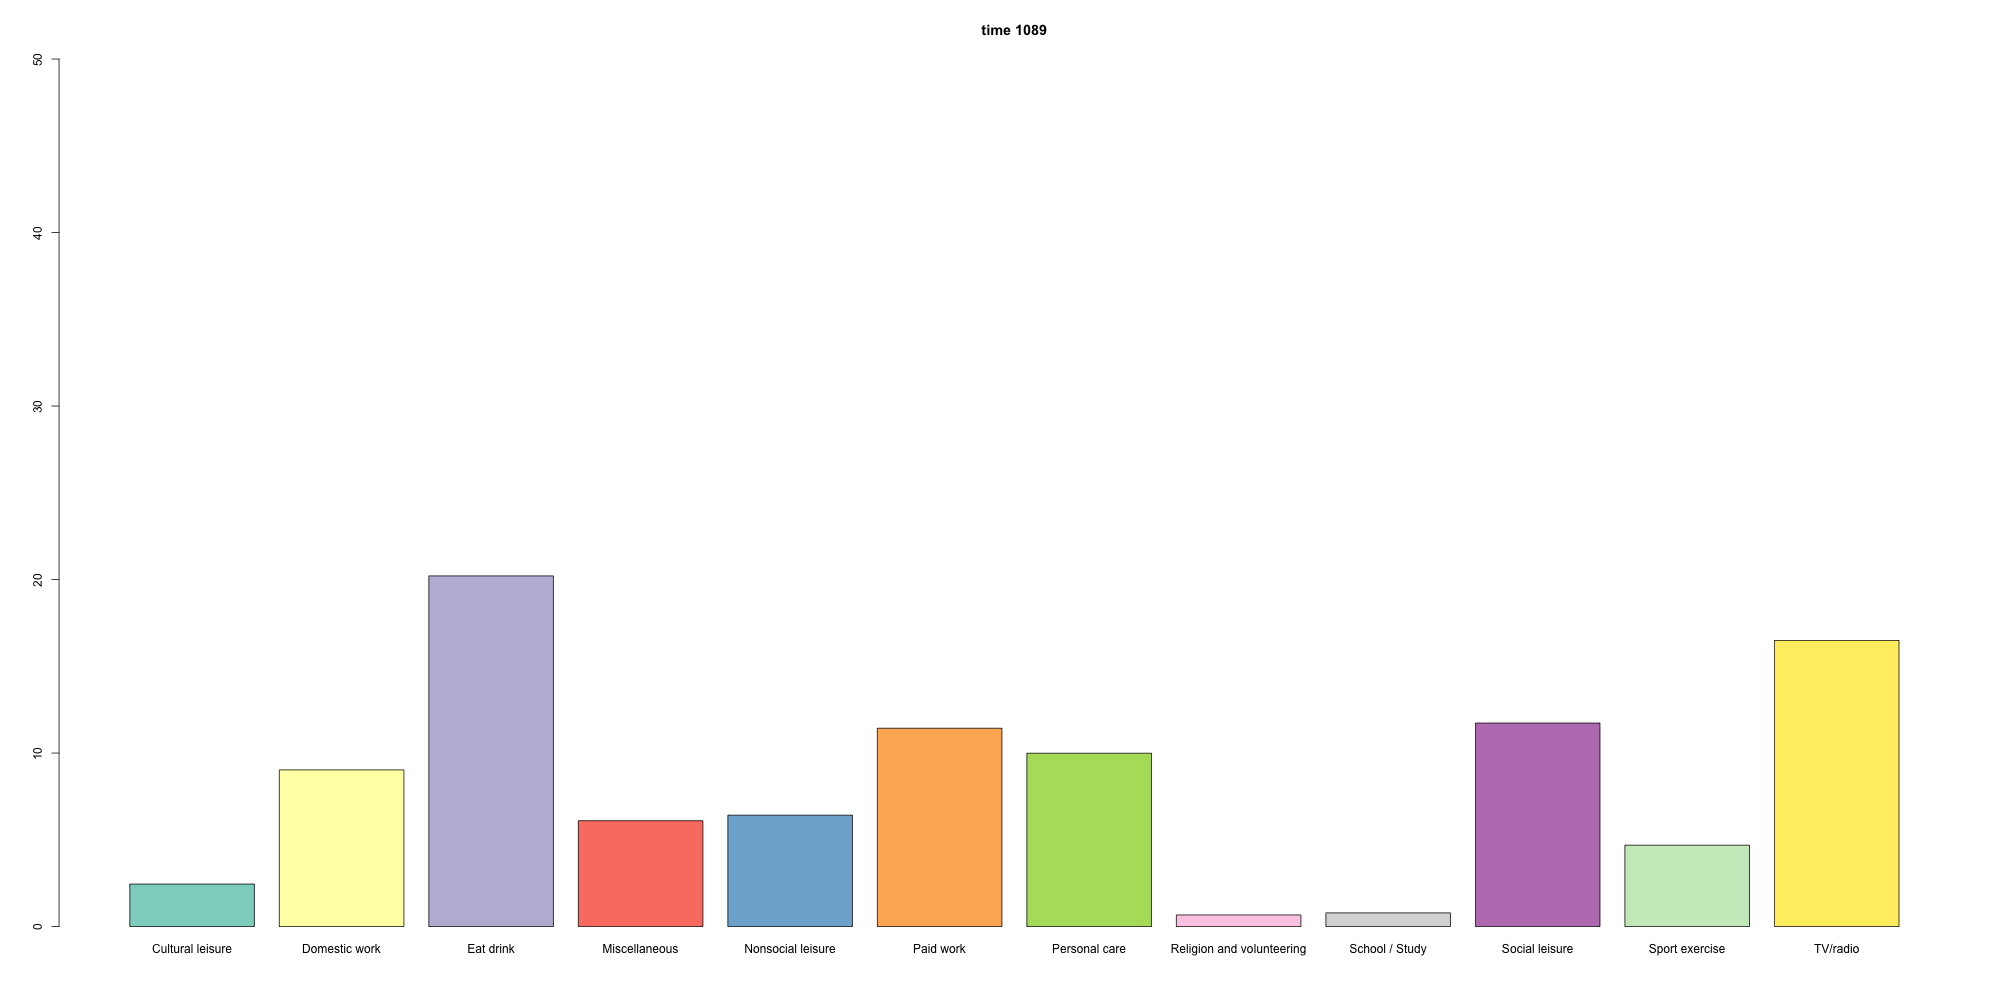 time 1089
50
40
30
20
10
0
Cultural leisure
Domestic work
Eat drink
Miscellaneous
Nonsocial leisure
Paid work
Personal care
Religion and volunteering
School / Study
Social leisure
Sport exercise
TV/radio